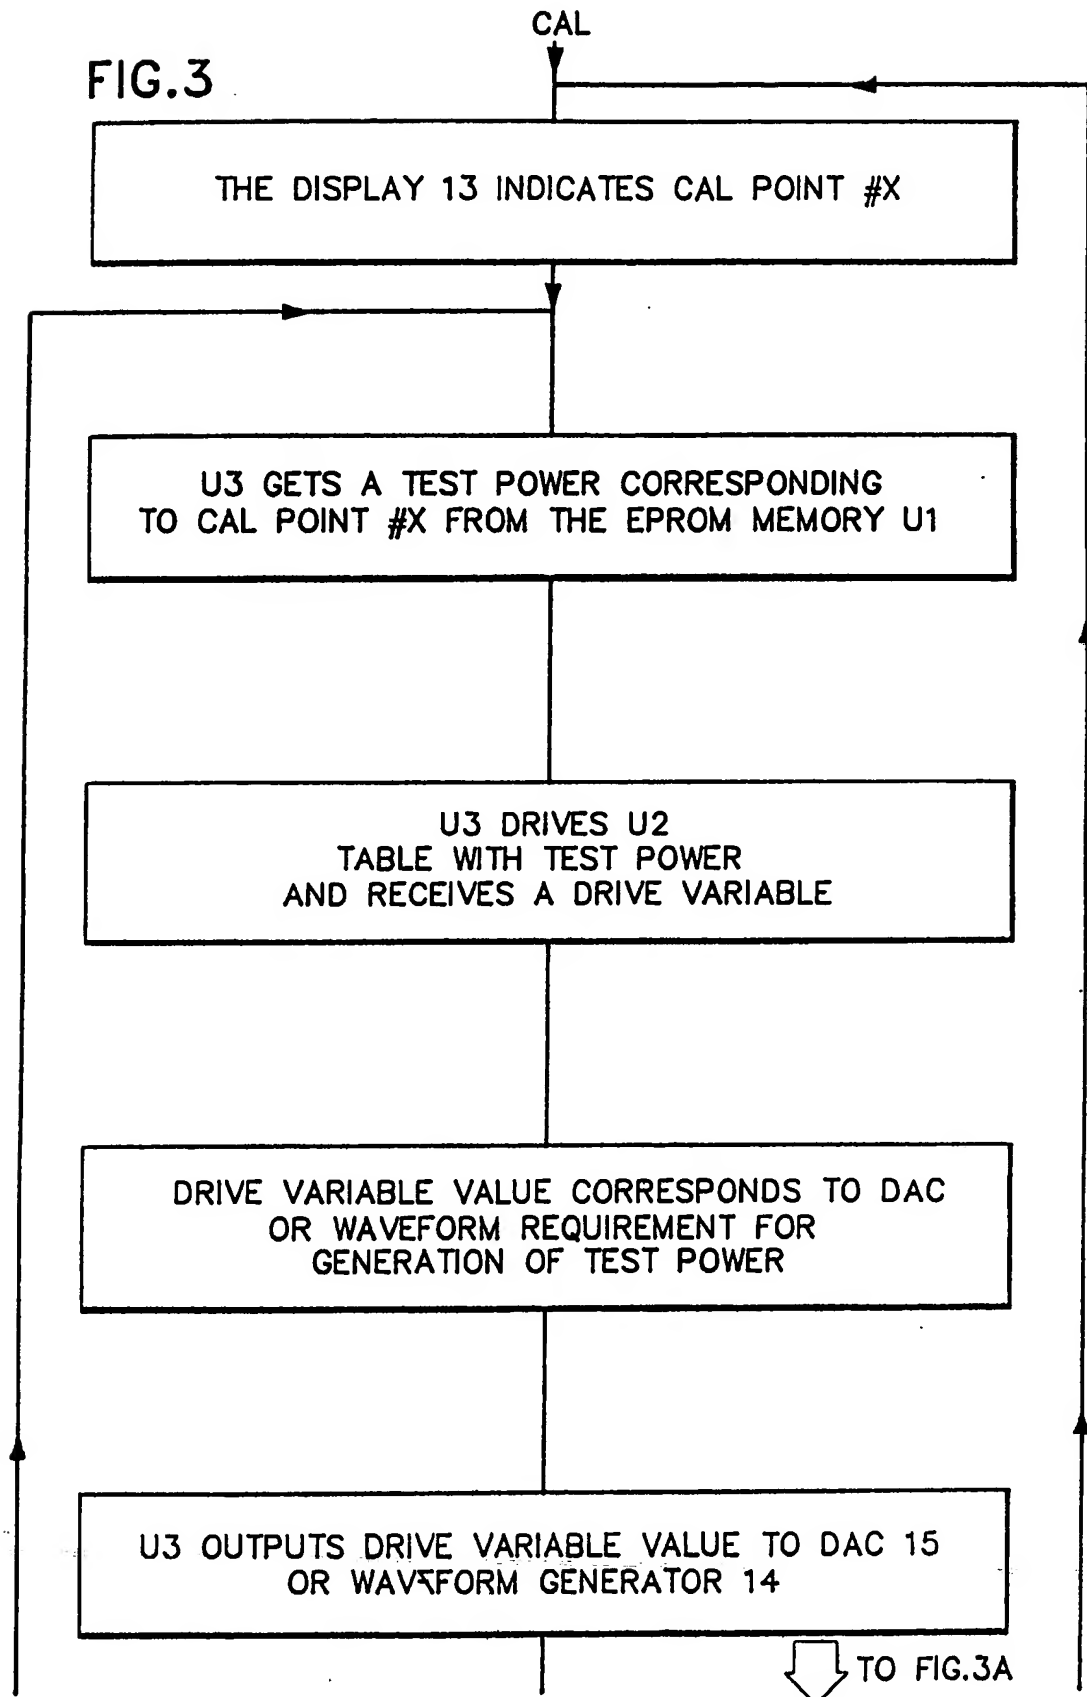 CAL
FIG.3
THE DISPLAY 13 INDICATES CAL POINT #X
U3 GETS A TEST POWER CORRESPONDING
TO CAL POINT #X FROM THE EPROM MEMORY U1
U3 DRIVES U2
TABLE WITH TEST POWER
AND RECEIVES A DRIVE VARIABLE
DRIVE VARIABLE VALUE CORRESPONDS TO DAC
OR WAVEFORM REQUIREMENT FOR
GENERATION OF TEST POWER
U3 OUTPUTS DRIVE VARIABLE VALUE TO DAC 15
OR WAVEFORM GENERATOR 14
TO FIG.3A